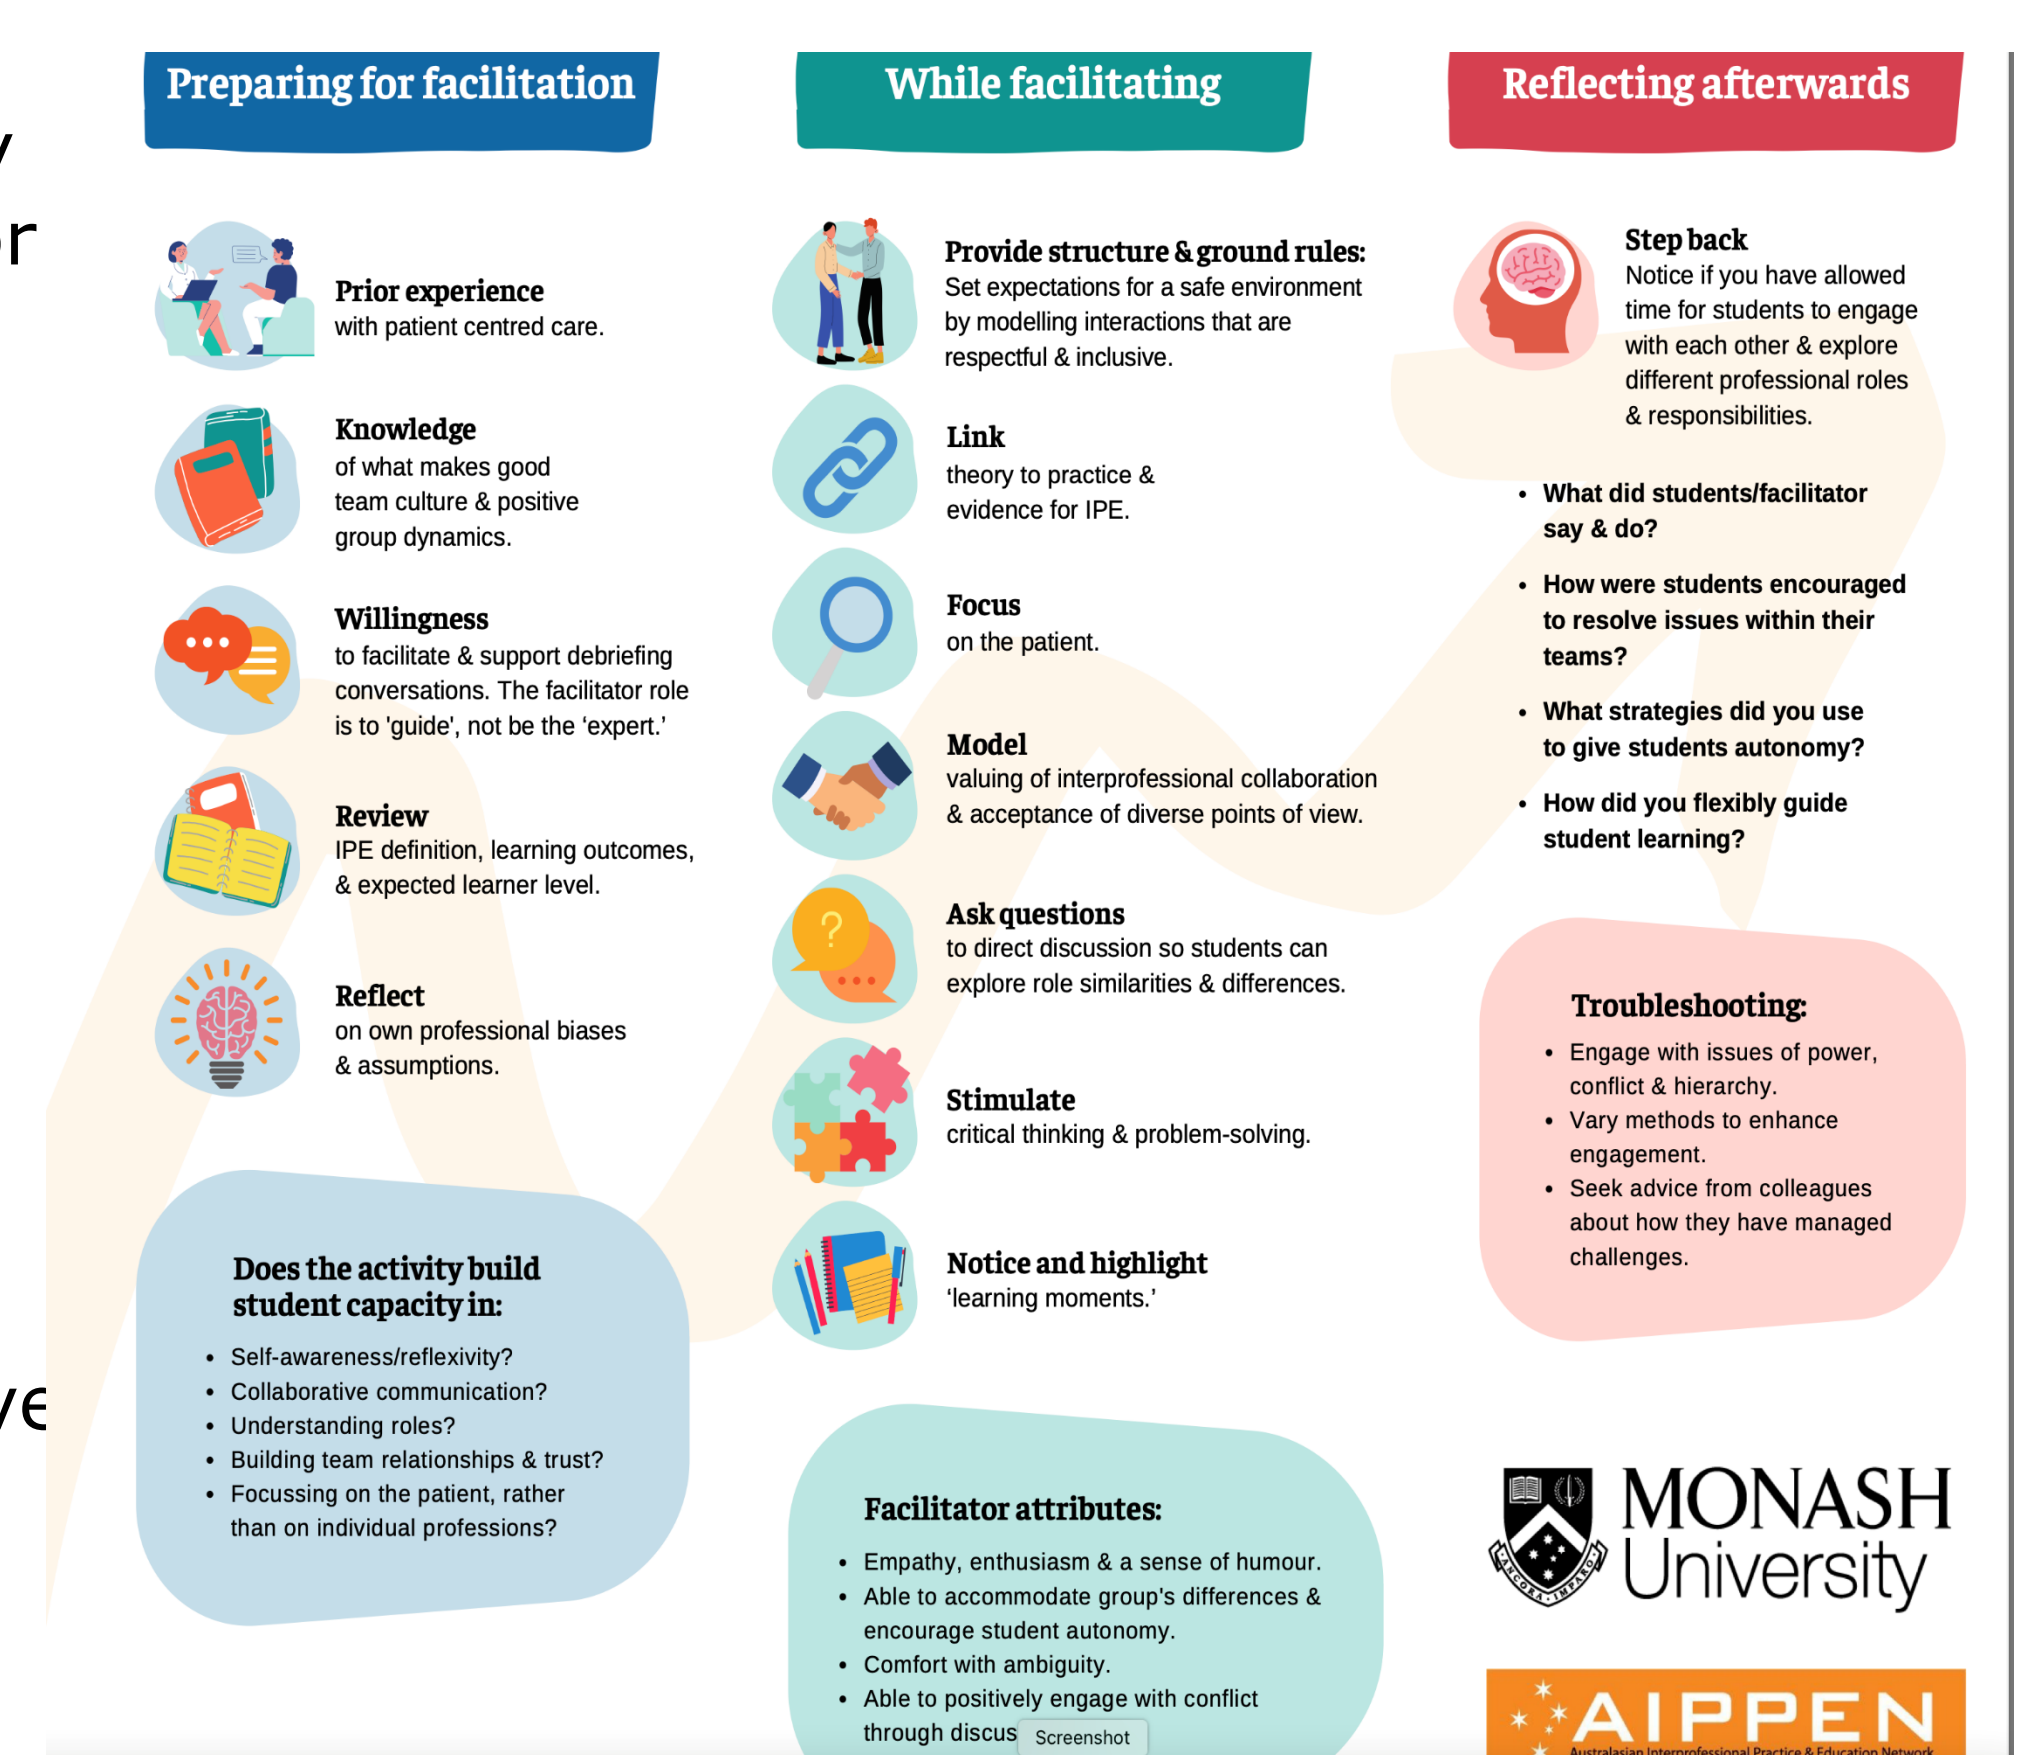 Preparing for facilitation
Prior experience
with patient centred care.
Knowledge
of what makes good
team culture & positive
group dynamics.
Willingness
to facilitate & support debriefing
conversations. The facilitator role
is to 'guide', not be the ‘expert.’
Review
IPE definition, learning outcomes,
& expected learner level.
Reflect
on own professional biases
& assumptions.
Does the activity build
student capacity in:
• Self-awareness/reflexivity?
• Collaborative communication?
• Understanding roles?
• Building team relationships & trust?
• Focussing on the patient, rather
than on individual professions?
While facilitating
Provide structure & ground rules:
Set expectations for a safe environment
by modelling interactions that are
respectful & inclusive.
Link
theory to practice &
evidence for IPE.
Focus
on the patient.
Model
valuing of interprofessional collaboration
& acceptance of diverse points of view.
Ask questions
to direct discussion so students can
explore role similarities & differences.
Stimulate
critical thinking & problem-solving.
Notice and highlight
‘learning moments.’
Facilitator attributes:
• Empathy, enthusiasm & a sense of humour.
• Able to accommodate group's differences &
encourage student autonomy.
• Comfort with ambiguity.
• Able to positively engage with conflict
through discus
Screenshot
Reflecting afterwards
Step back
Notice if you have allowed
time for students to engage
with each other & explore
different professional roles
& responsibilities.
• What did students/facilitator
say & do?
• How were students encouraged
to resolve issues within their
teams?
• What strategies did you use
to give students autonomy?
• How did you flexibly guide
student learning?
Troubleshooting:
• Engage with issues of power,
conflict & hierarchy.
• Vary methods to enhance
engagement.
• Seek advice from colleagues
about how they have managed
challenges.
ANCORA IMPARO
MONASH
University
AIPPEN
Australasian Interprofessional Practice & Education Network